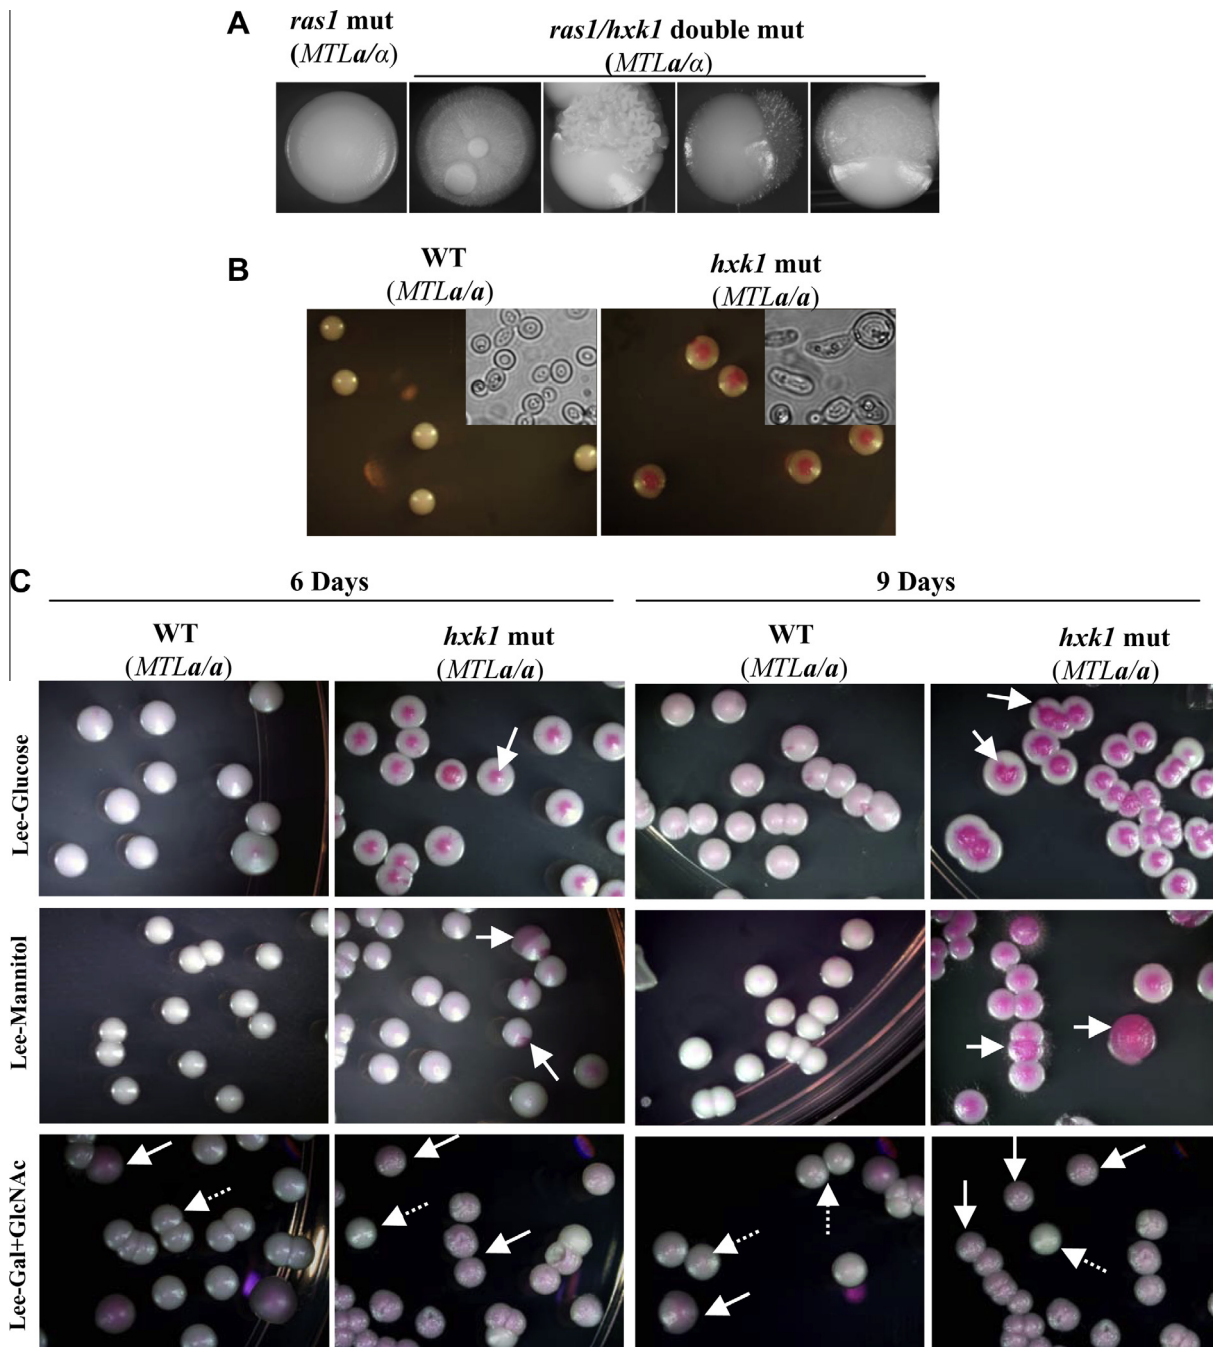 A
ras1 mut
(MTLa/α)
ras1/hxk1 double mut
(MTLa/α)
B
WT
(MTLa/a)
hxk1 mut
(MTLa/a)
C
6 Days
9 Days
WT
(MTLa/a)
hxk1 mut
(MTLa/a)
WT
(MTLa/a)
hxk1 mut
(MTLa/a)
Lee-Glucose
Lee-Mannitol
Lee-Gal+GlcNAc